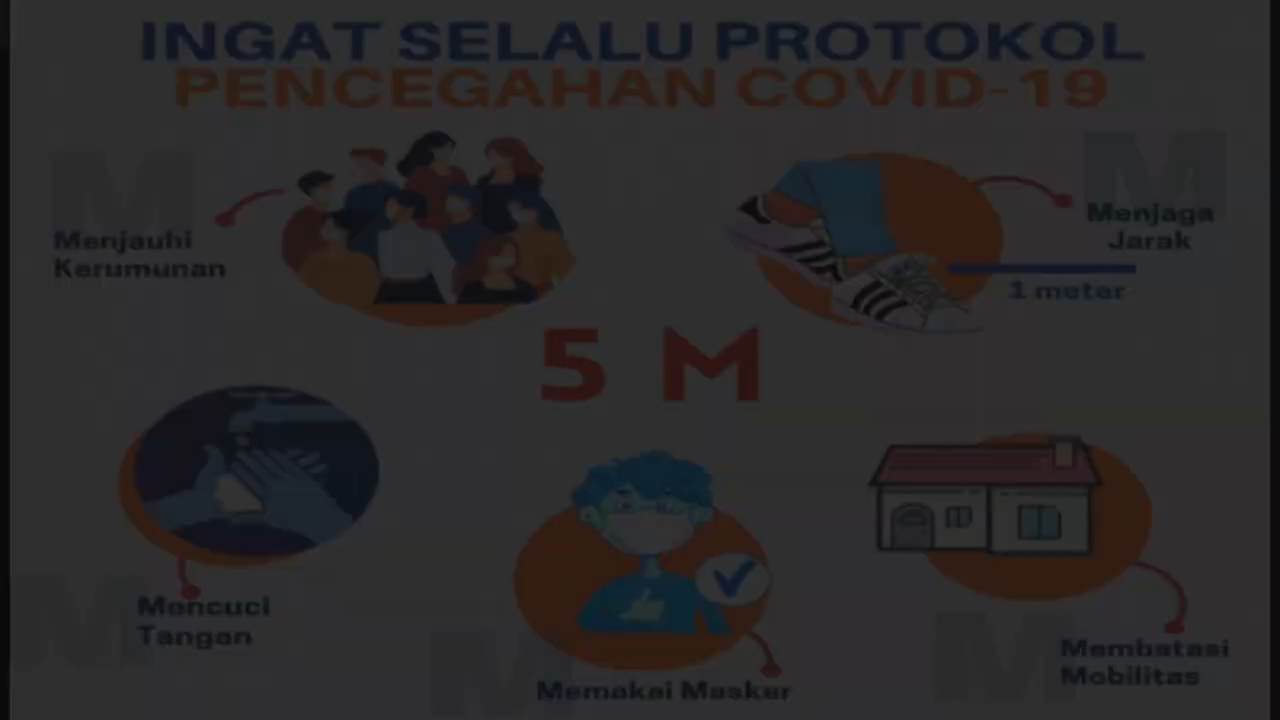 INGAT SELALU PROTOKOL
PENCEGAHAN COVID-19
M
Menjauhi
Kerumunan
M
Menjaga
Jarak
1 meter
5 M
M
Mencuci
Tangan
M
Memakai Masker
M
Membatasi
Mobilitas